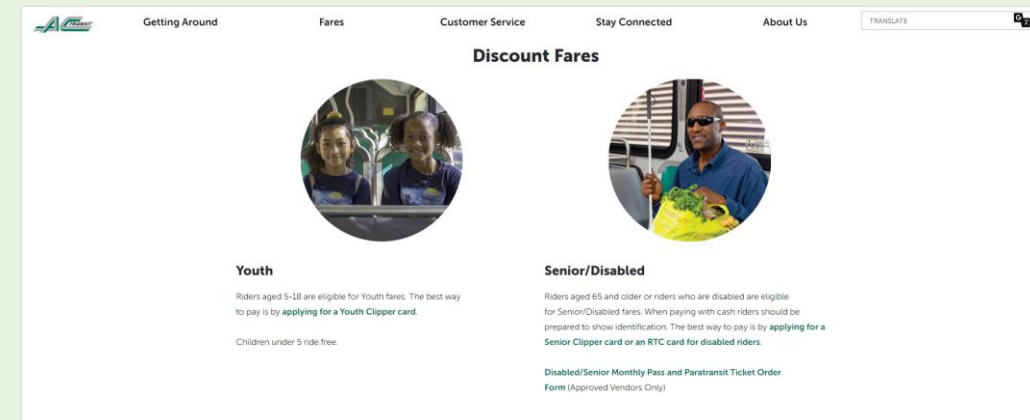 AC TRANSIT
Getting Around
Fares
Customer Service
Stay Connected
About Us
TRANSLATE
G
Discount Fares
Youth
Riders aged 5-18 are eligible for Youth fares. The best way
to pay is by applying for a Youth Clipper card.
Children under 5 ride free.
Senior/Disabled
Riders aged 65 and older or riders who are disabled are eligible
for Senior/Disabled fares. When paying with cash riders should be
prepared to show identification. The best way to pay is by applying for a
Senior Clipper card or an RTC card for disabled riders.
Disabled/Senior Monthly Pass and Paratransit Ticket Order
Form (Approved Vendors Only)